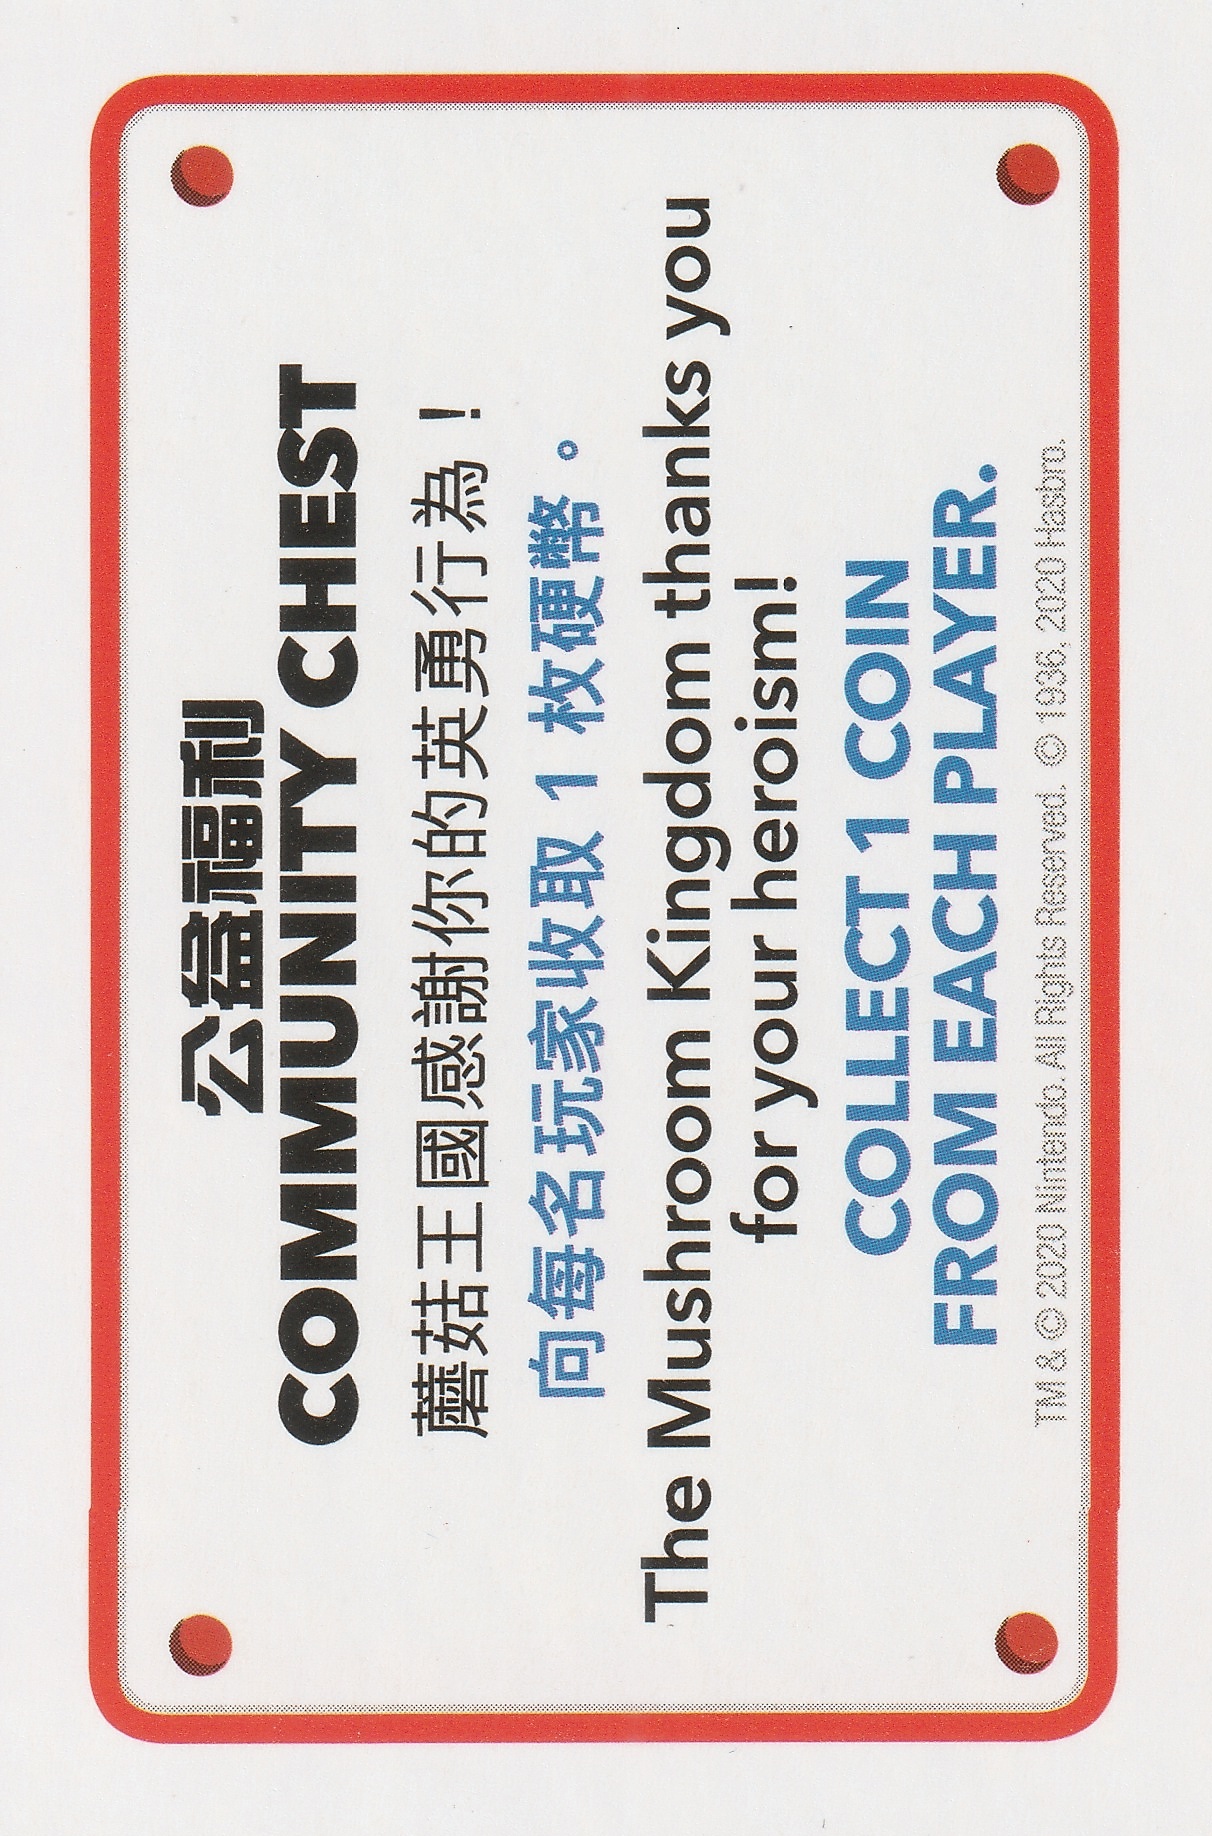 公益福利
COMMUNITY CHEST
蘑菇王國感謝你的英勇行為！
向每名玩家收取 1 枚硬幣。
The Mushroom Kingdom thanks you
for your heroism!
COLLECT 1 COIN
FROM EACH PLAYER.
TM & © 2020 Nintendo. All Rights Reserved. © 1936, 2020 Hasbro.